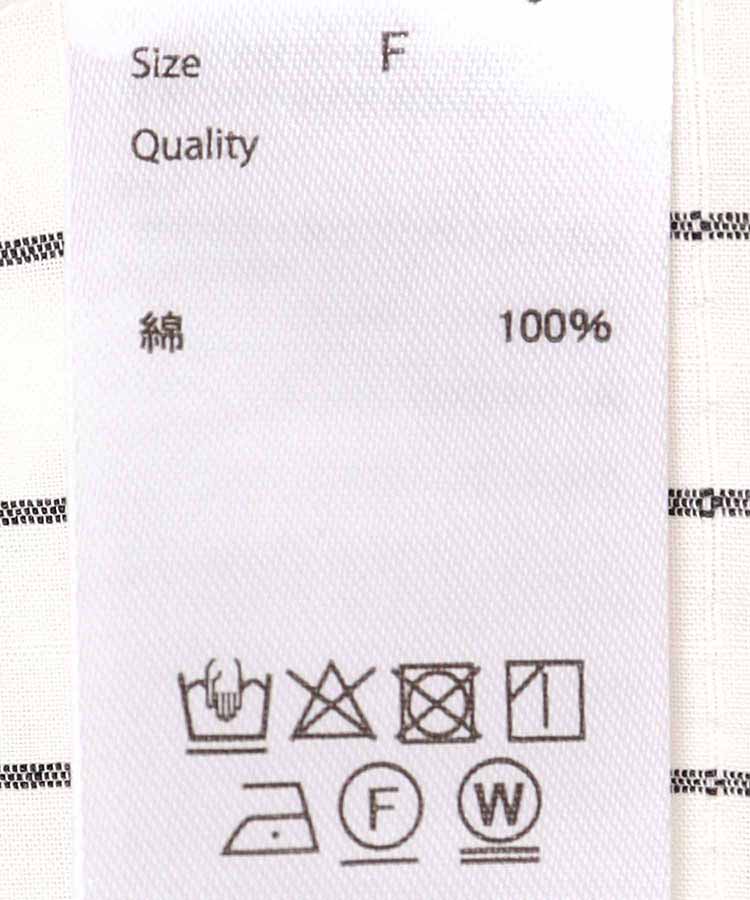 Size F
Quality
綿 100%
F W